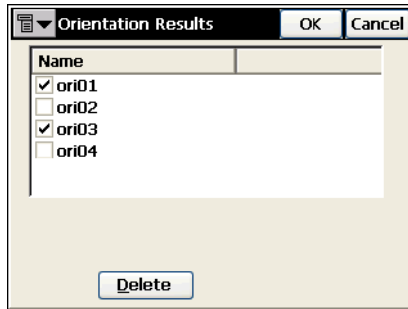 Orientation Results OK Cancel
Name
ori01
ori02
ori03
ori04
Delete